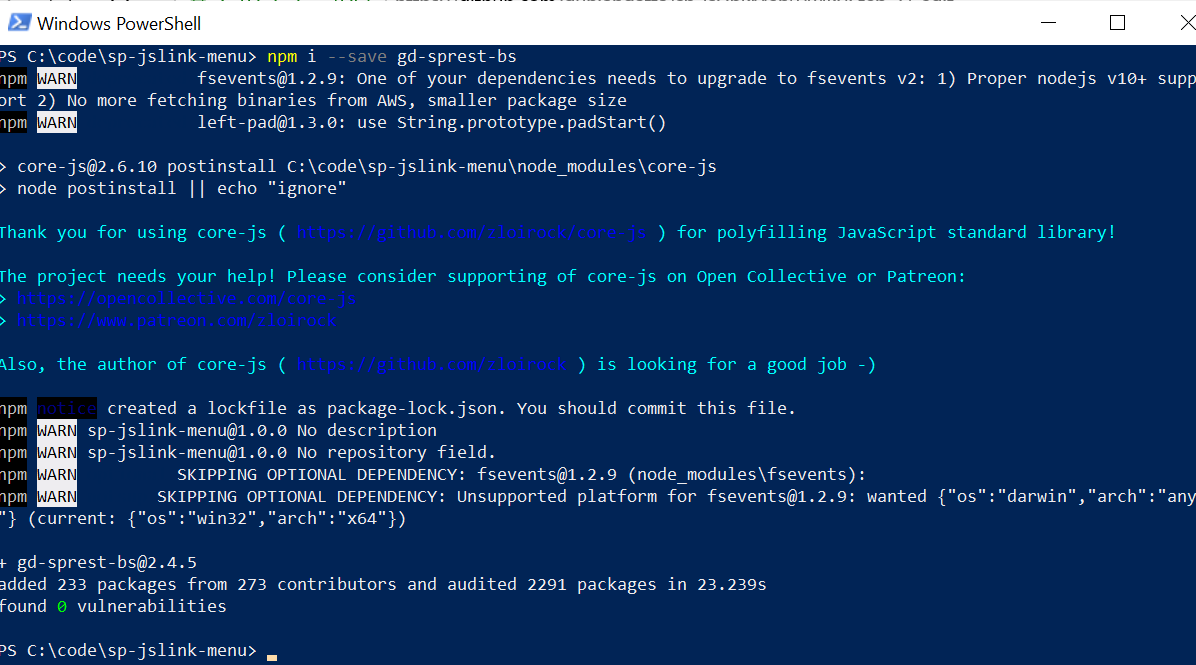 Windows PowerShell
PS C:\code\sp-jslink-menu> npm i --save gd-sprest-bs
npm WARN fsevents@1.2.9: One of your dependencies needs to upgrade to fsevents v2: 1) Proper nodejs v10+ supp
ort 2) No more fetching binaries from AWS, smaller package size
npm WARN left-pad@1.3.0: use String.prototype.padStart()
> core-js@2.6.10 postinstall C:\code\sp-jslink-menu\node_modules\core-js
> node postinstall || echo "ignore"
Thank you for using core-js ( https://github.com/zloirock/core-js ) for polyfilling JavaScript standard library!
The project needs your help! Please consider supporting of core-js on Open Collective or Patreon:
> https://opencollective.com/core-js
> https://www.patreon.com/zloirock
Also, the author of core-js ( https://github.com/zloirock ) is looking for a good job -)
npm notice created a lockfile as package-lock.json. You should commit this file.
npm WARN sp-jslink-menu@1.0.0 No description
npm WARN sp-jslink-menu@1.0.0 No repository field.
npm WARN SKIPPING OPTIONAL DEPENDENCY: fsevents@1.2.9 (node_modules\fsevents):
npm WARN SKIPPING OPTIONAL DEPENDENCY: Unsupported platform for fsevents@1.2.9: wanted {"os":"darwin","arch":"any
"} (current: {"os":"win32","arch":"x64"})
+ gd-sprest-bs@2.4.5
added 233 packages from 273 contributors and audited 2291 packages in 23.239s
found 0 vulnerabilities
PS C:\code\sp-jslink-menu>